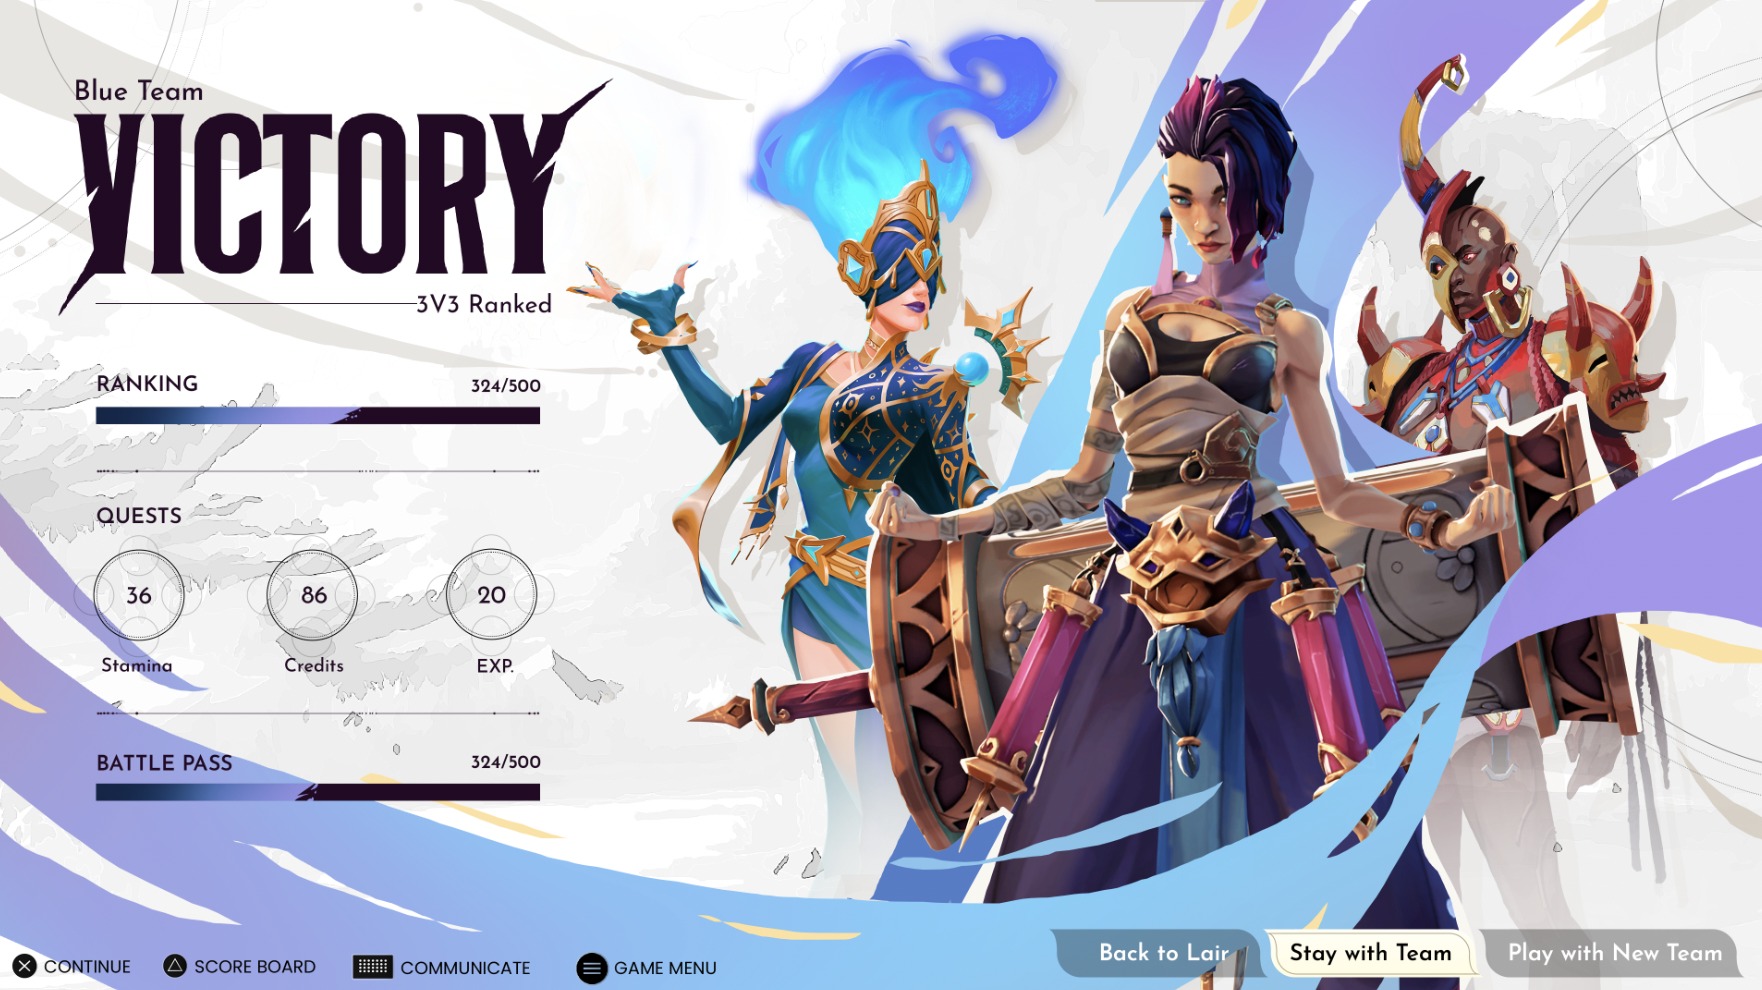 Blue Team
VICTORY
3V3 Ranked
RANKING 324/500
QUESTS
36 86 20
Stamina Credits EXP.
BATTLE PASS 324/500
CONTINUE SCORE BOARD COMMUNICATE GAME MENU
Back to Lair Stay with Team Play with New Team